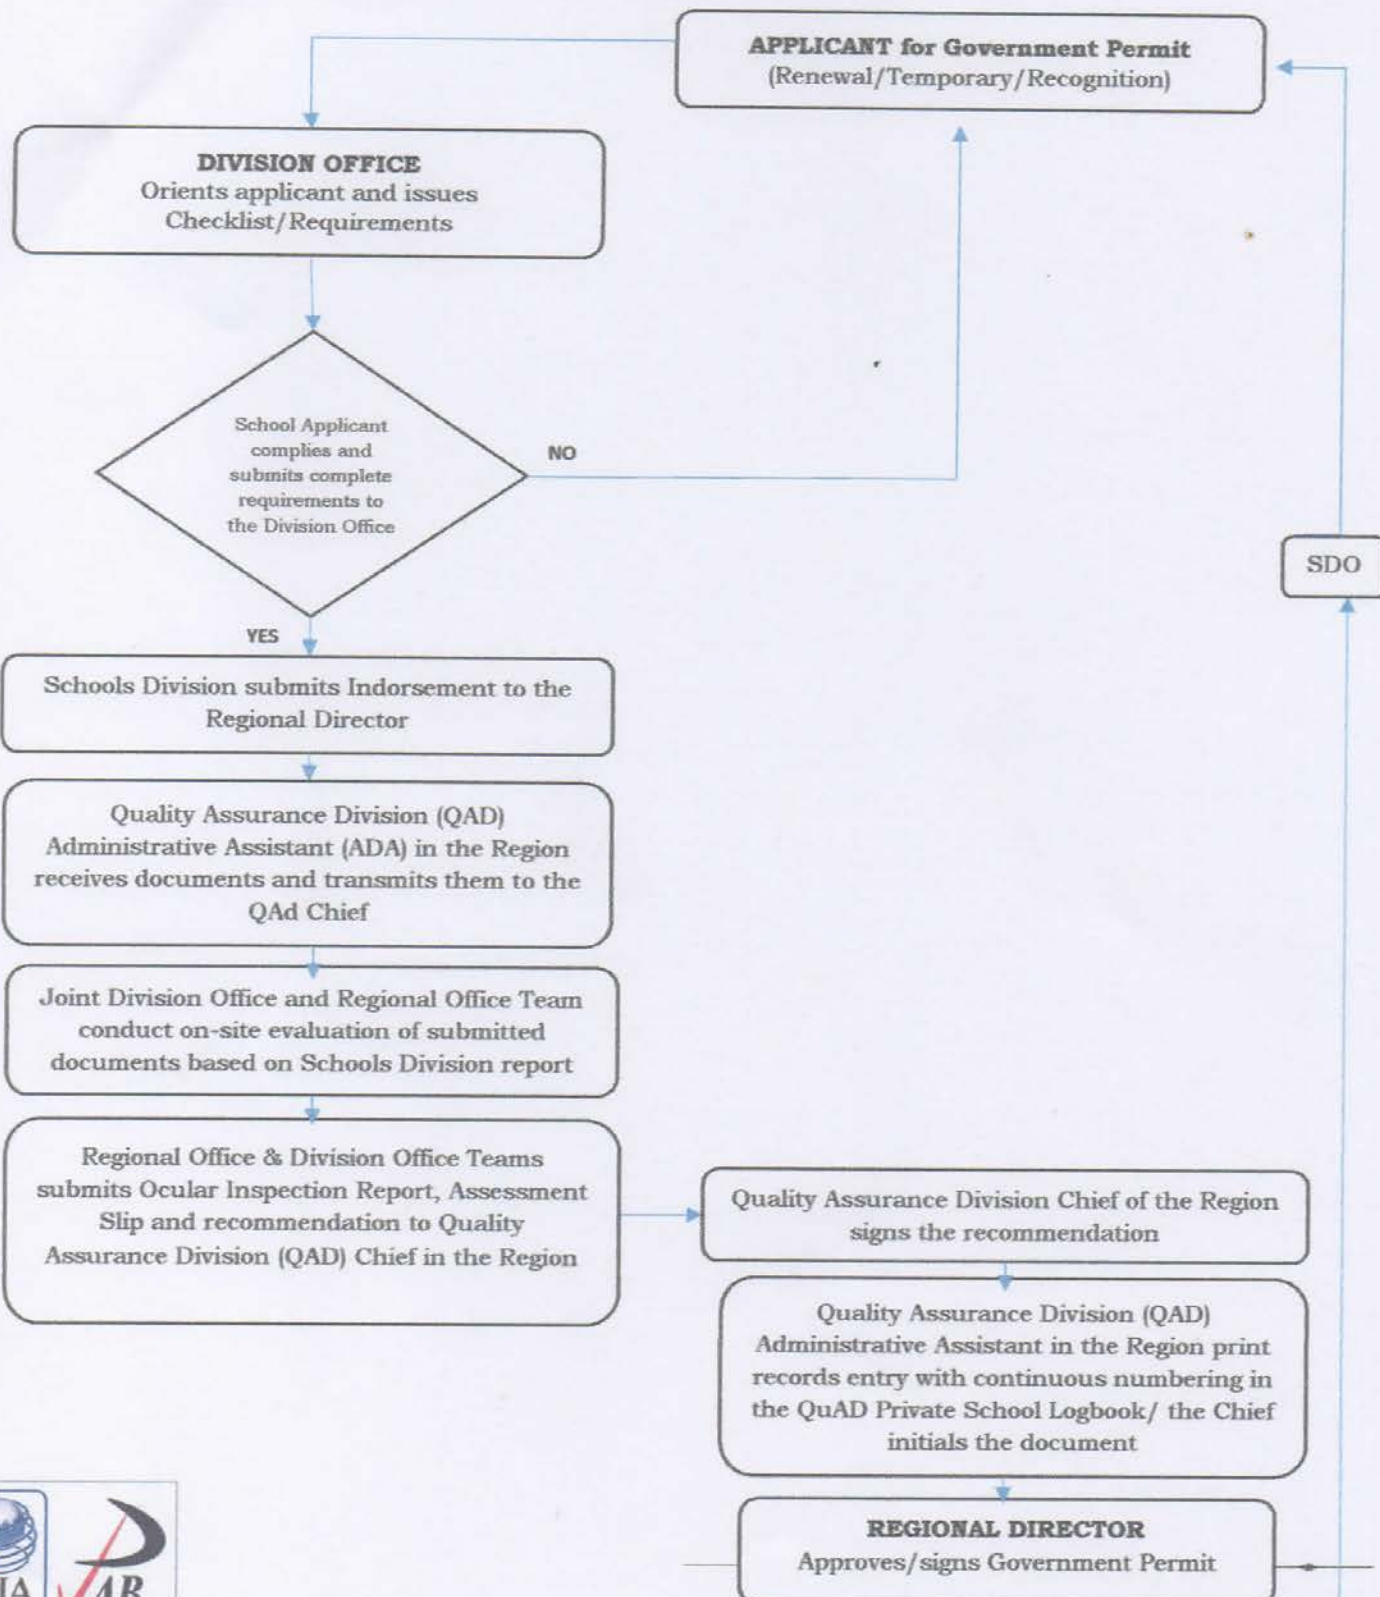 APPLICANT for Government Permit
(Renewal/Temporary/Recognition)
DIVISION OFFICE
Orients applicant and issues
Checklist/Requirements
School Applicant
complies and
submits complete
requirements to
the Division Office
NO
SDO
YES
Schools Division submits Indorsement to the
Regional Director
Quality Assurance Division (QAD)
Administrative Assistant (ADA) in the Region
receives documents and transmits them to the
QAd Chief
Joint Division Office and Regional Office Team
conduct on-site evaluation of submitted
documents based on Schools Division report
Regional Office & Division Office Teams
submits Ocular Inspection Report, Assessment
Slip and recommendation to Quality
Assurance Division (QAD) Chief in the Region
Quality Assurance Division Chief of the Region
signs the recommendation
Quality Assurance Division (QAD)
Administrative Assistant in the Region print
records entry with continuous numbering in
the QuAD Private School Logbook/ the Chief
initials the document
REGIONAL DIRECTOR
Approves/signs Government Permit